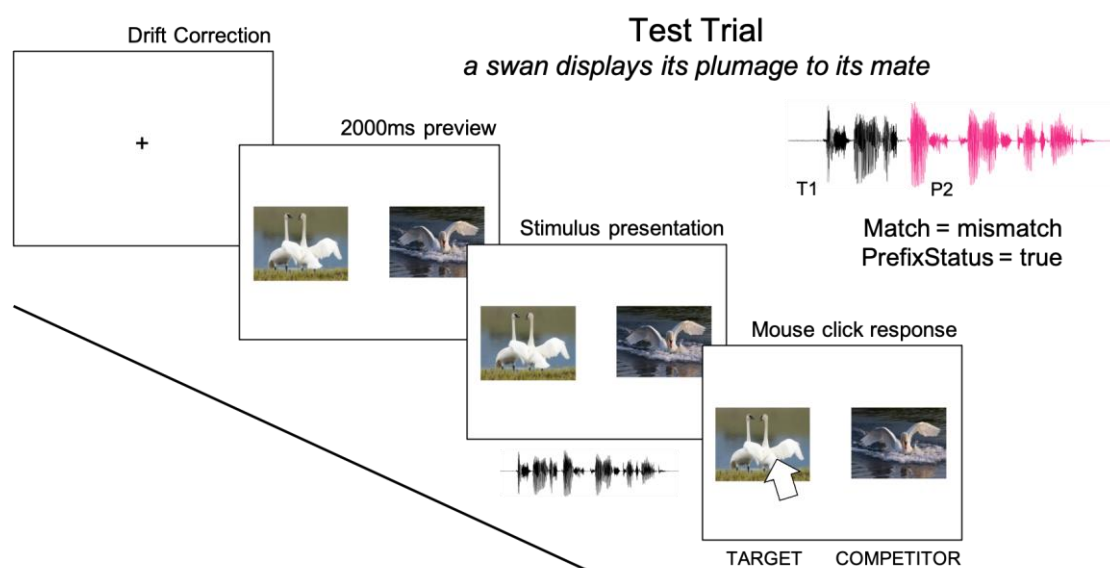 Test Trial
a swan displays its plumage to its mate
Drift Correction
+
2000ms preview
T1
P2
Match = mismatch
PrefixStatus = true
Stimulus presentation
Mouse click response
TARGET
COMPETITOR